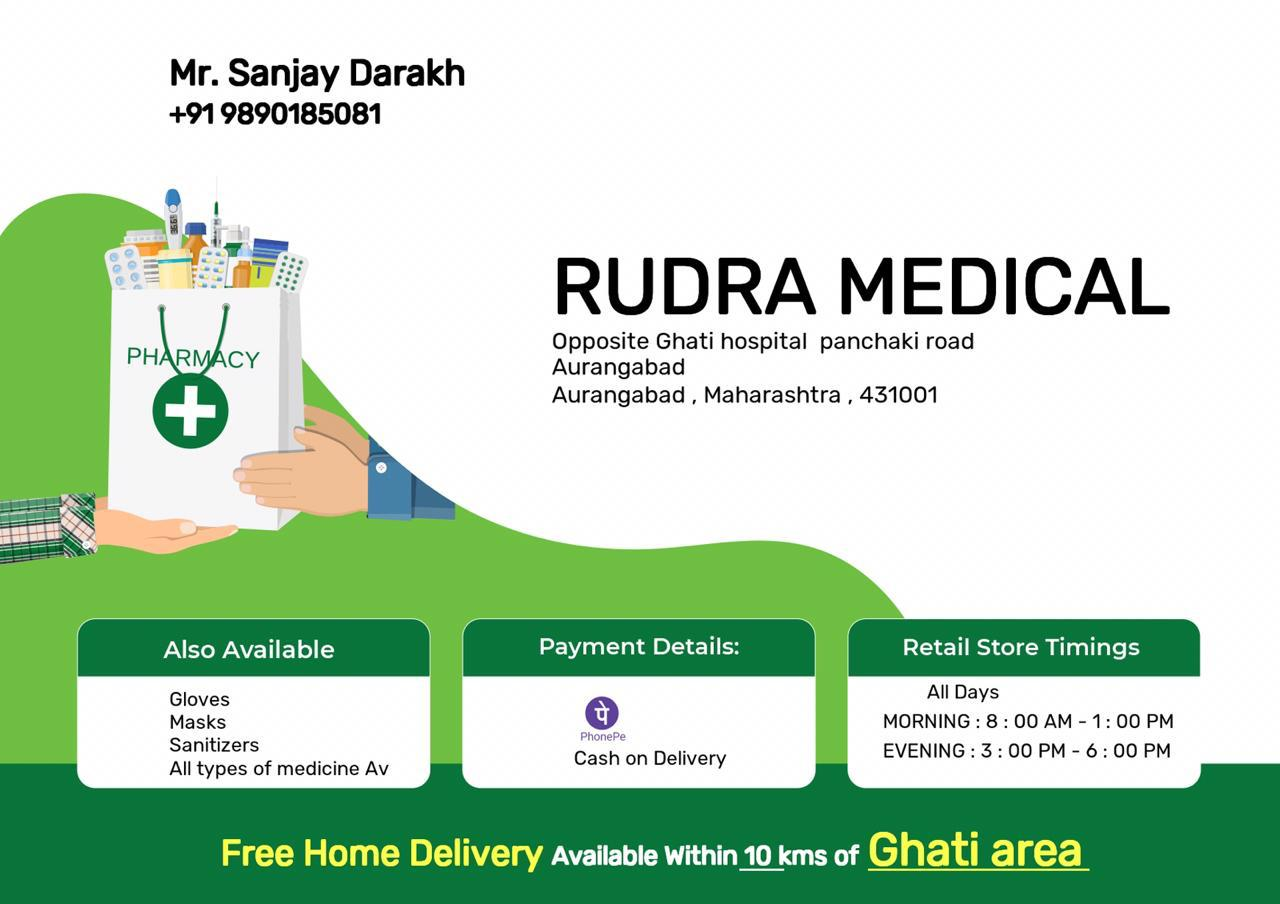 Mr. Sanjay Darakh
+91 9890185081
PHARMACY
RUDRA MEDICAL
Opposite Ghati hospital panchaki road
Aurangabad
Aurangabad , Maharashtra , 431001
Also Available
Gloves
Masks
Sanitizers
All types of medicine Av
Payment Details:
पे
PhonePe
Cash on Delivery
Retail Store Timings
All Days
MORNING : 8 : 00 AM - 1 : 00 PM
EVENING : 3 : 00 PM - 6 : 00 PM
Free Home Delivery Available Within 10 kms of Ghati area